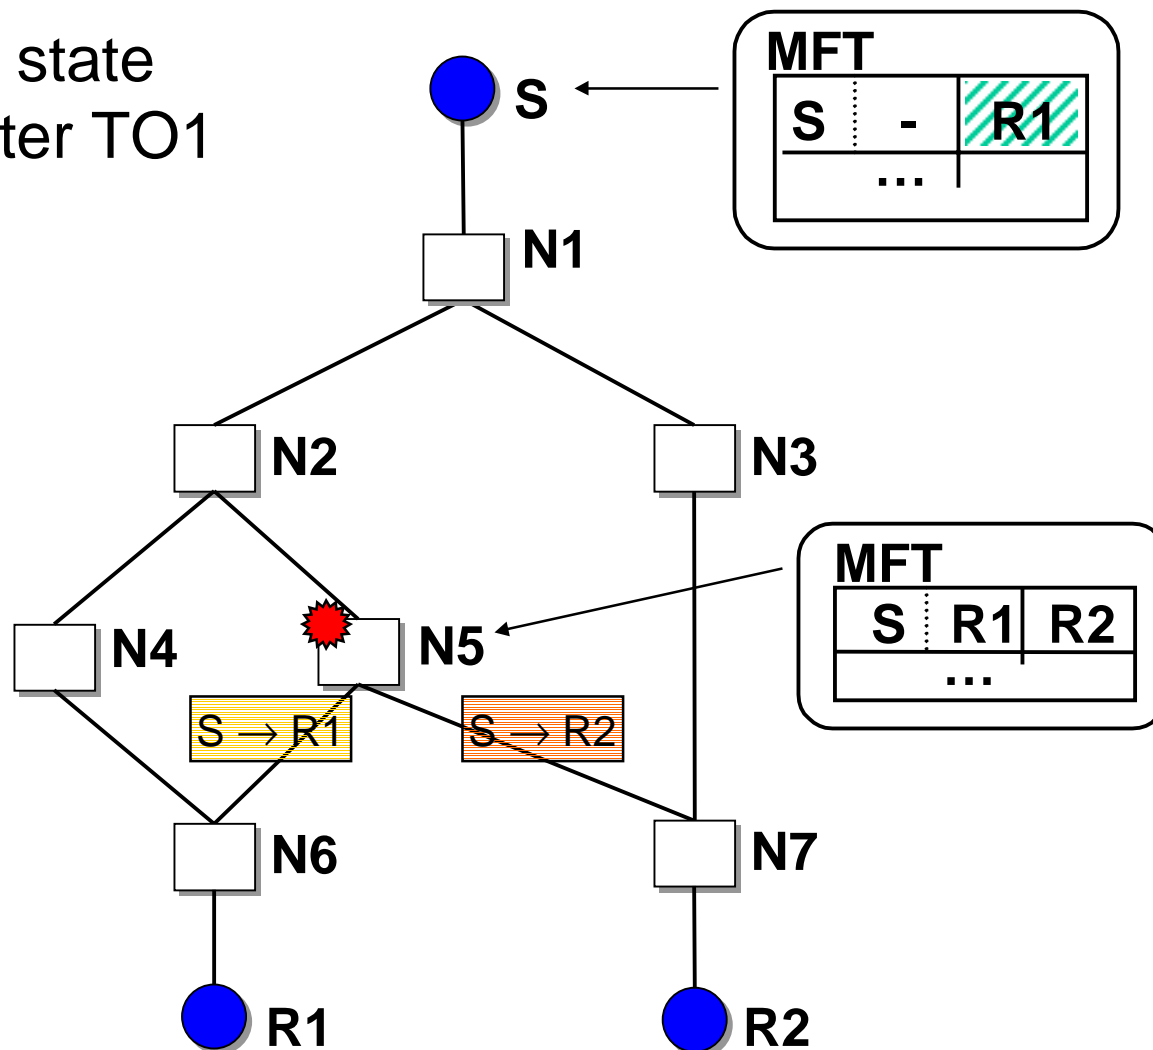 state
ter TO1
S
MFT
S - R1
...
N1
N2
N3
MFT
S R1 R2
...
N4
N5
S → R1
S → R2
N6
N7
R1
R2